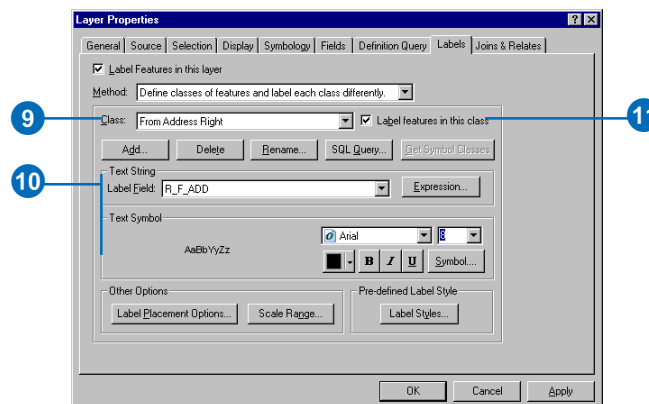 Layer Properties
General Source Selection Display Symbology Fields Definition Query Labels Joins & Relates
Label Features in this layer
Method: Define classes of features and label each class differently.
9 Class: From Address Right Label features in this class 11
Add... Delete Rename... SQL Query... Get Symbol Classes
10 Text String
Label Field: R_F_ADD Expression...
Text Symbol
AaBbYyZz Arial 8
B I U Symbol...
Other Options Pre-defined Label Style
Label Placement Options... Scale Range... Label Styles...
OK Cancel Apply